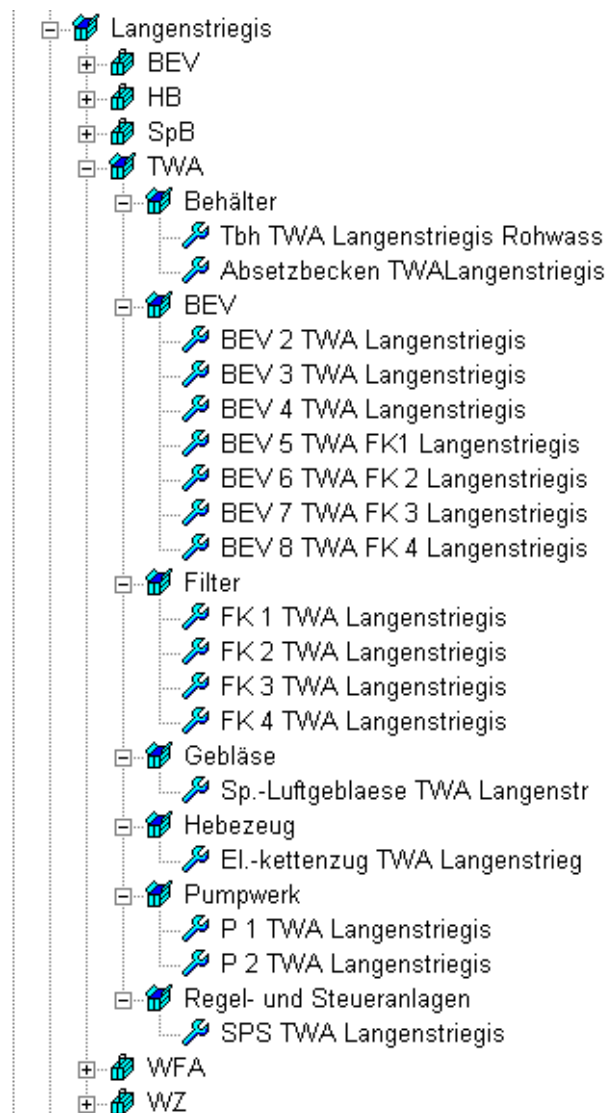 Langenstriegis
BEV
HB
SpB
TWA
Behälter
Tbh TWA Langenstriegis Rohwass
Absetzbecken TWALangenstriegis
BEV
BEV 2 TWA Langenstriegis
BEV 3 TWA Langenstriegis
BEV 4 TWA Langenstriegis
BEV 5 TWA FK1 Langenstriegis
BEV 6 TWA FK 2 Langenstriegis
BEV 7 TWA FK 3 Langenstriegis
BEV 8 TWA FK 4 Langenstriegis
Filter
FK 1 TWA Langenstriegis
FK 2 TWA Langenstriegis
FK 3 TWA Langenstriegis
FK 4 TWA Langenstriegis
Gebläse
Sp.-Luftgeblaese TWA Langenstr
Hebezeug
El.-kettenzug TWA Langenstrieg
Pumpwerk
P 1 TWA Langenstriegis
P 2 TWA Langenstriegis
Regel- und Steueranlagen
SPS TWA Langenstriegis
WFA
WZ